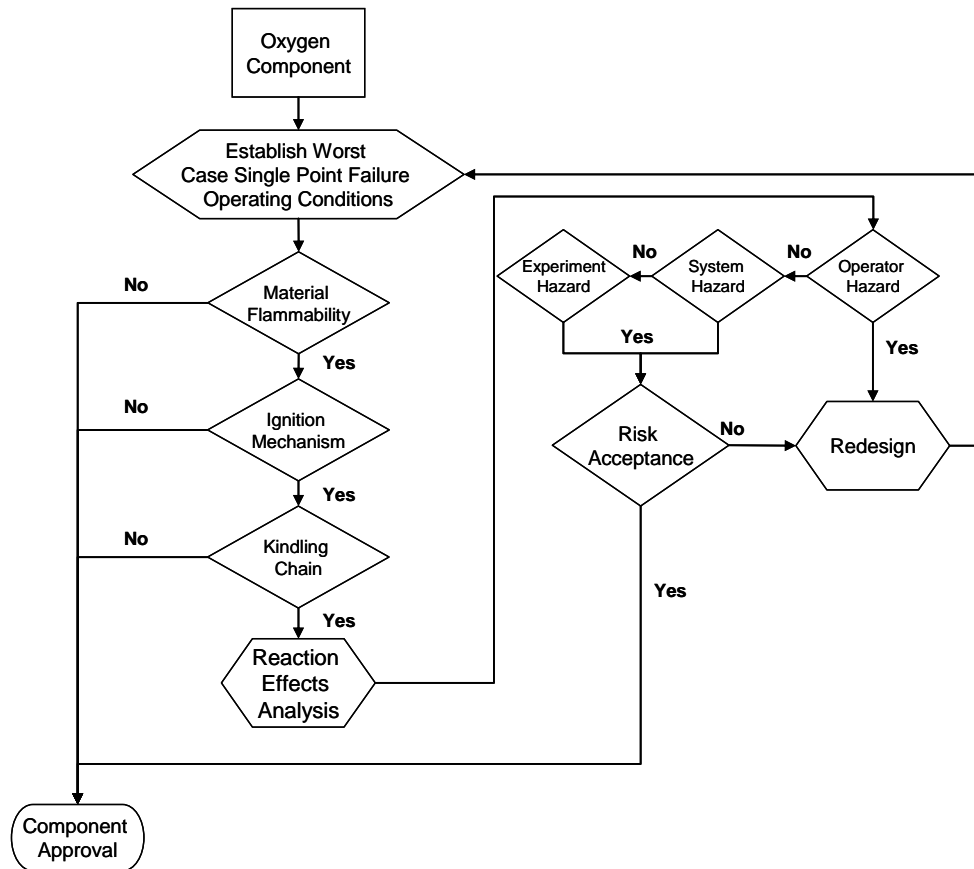 Oxygen
Component
Establish Worst
Case Single Point Failure
Operating Conditions
No
Material
Flammability
Yes
No
Ignition
Mechanism
Yes
No
Kindling
Chain
Yes
Reaction
Effects
Analysis
Experiment
Hazard
No
System
Hazard
No
Operator
Hazard
Yes
Yes
Risk
Acceptance
No
Redesign
Yes
Component
Approval